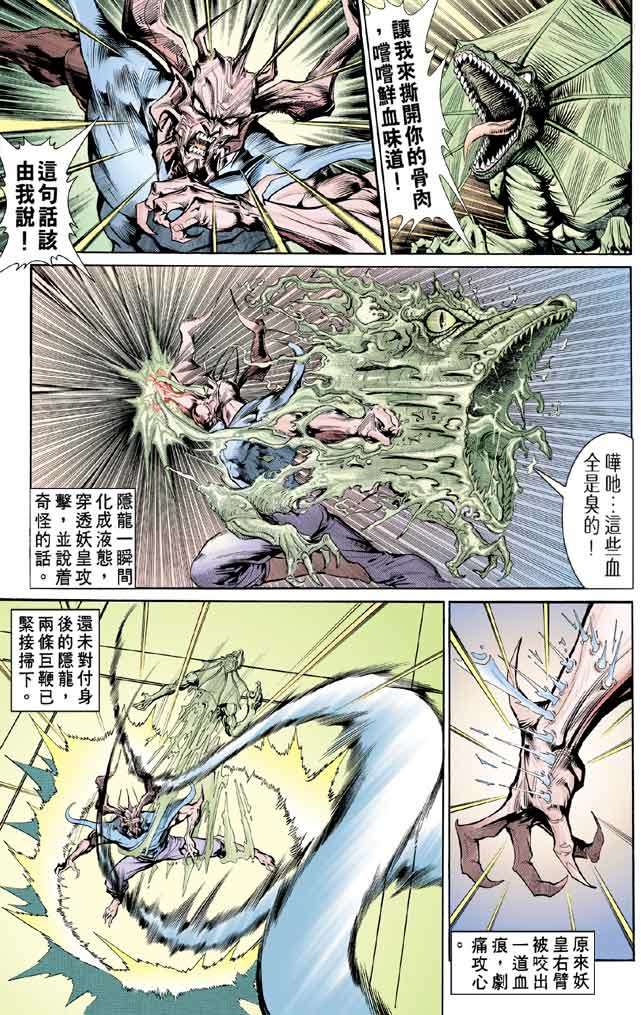 讓我來撕開你的骨肉
，嚐嚐鮮血味道！
這句話該
由我說！
嘩吔…這些血
全是臭的！
隱龍一瞬間
化成液態，
穿透妖皇攻
擊，並說着
奇怪的話。
原來妖
皇右臂
被咬出
一道血
痕，劇
痛攻心
。
還未對付身
後的隱龍，
兩條巨鞭已
緊接掃下。